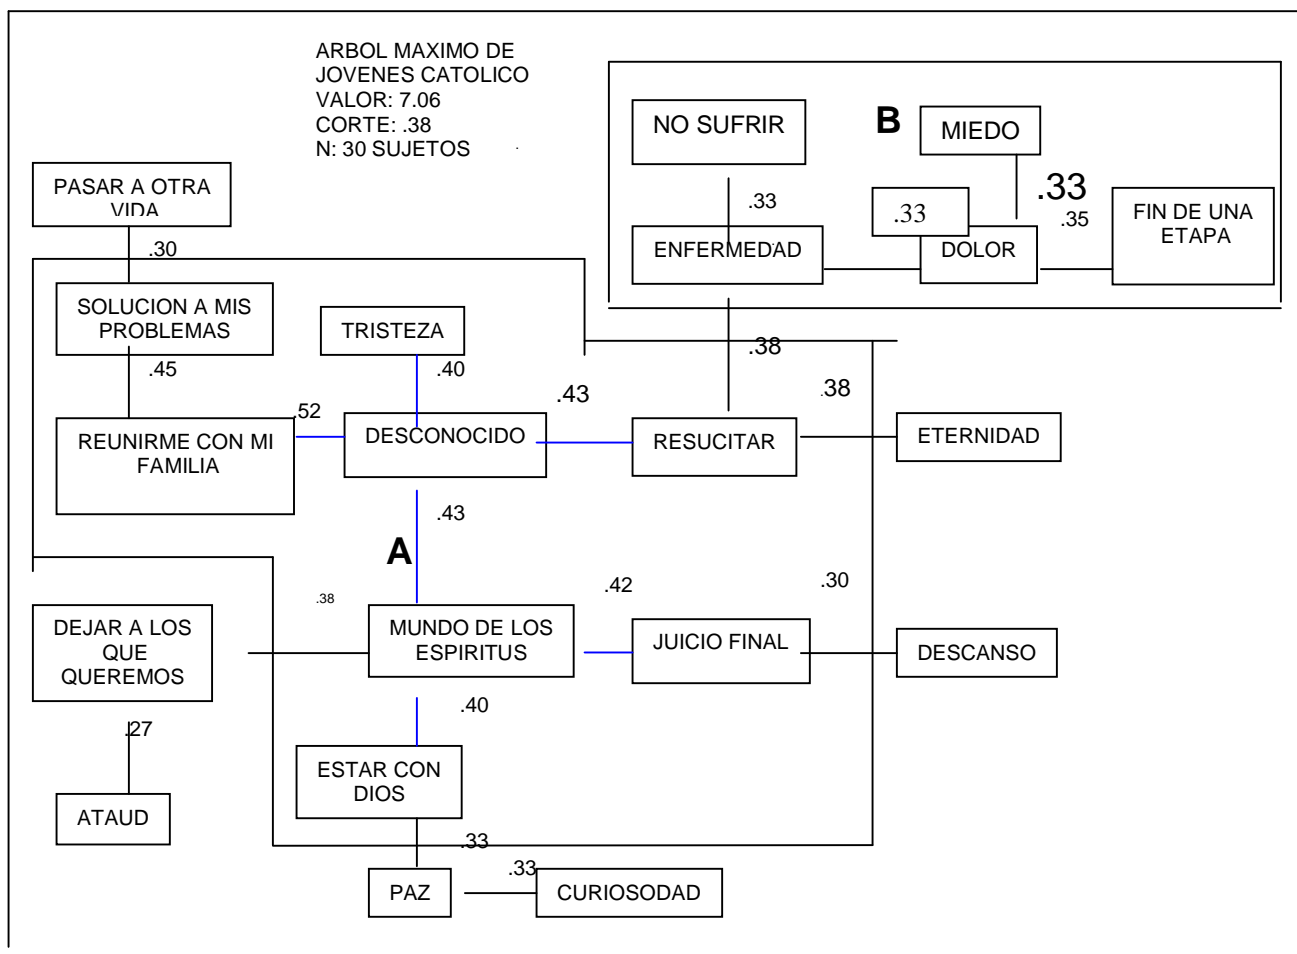 ARBOL MAXIMO DE
JOVENES CATOLICO
VALOR: 7.06
CORTE: .38
N: 30 SUJETOS
NO SUFRIR
B
MIEDO
PASAR A OTRA
VIDA
.33
.33
.33
.35
FIN DE UNA
ETAPA
.30
ENFERMEDAD
DOLOR
SOLUCION A MIS
PROBLEMAS
TRISTEZA
.38
.45
.40
.43
.38
.52
REUNIRME CON MI
FAMILIA
DESCONOCIDO
RESUCITAR
ETERNIDAD
.43
A
.38
.42
.30
DEJAR A LOS
QUE
QUEREMOS
MUNDO DE LOS
ESPIRITUS
JUICIO FINAL
DESCANSO
.27
.40
ESTAR CON
DIOS
ATAUD
.33
.33
PAZ
CURIOSODAD